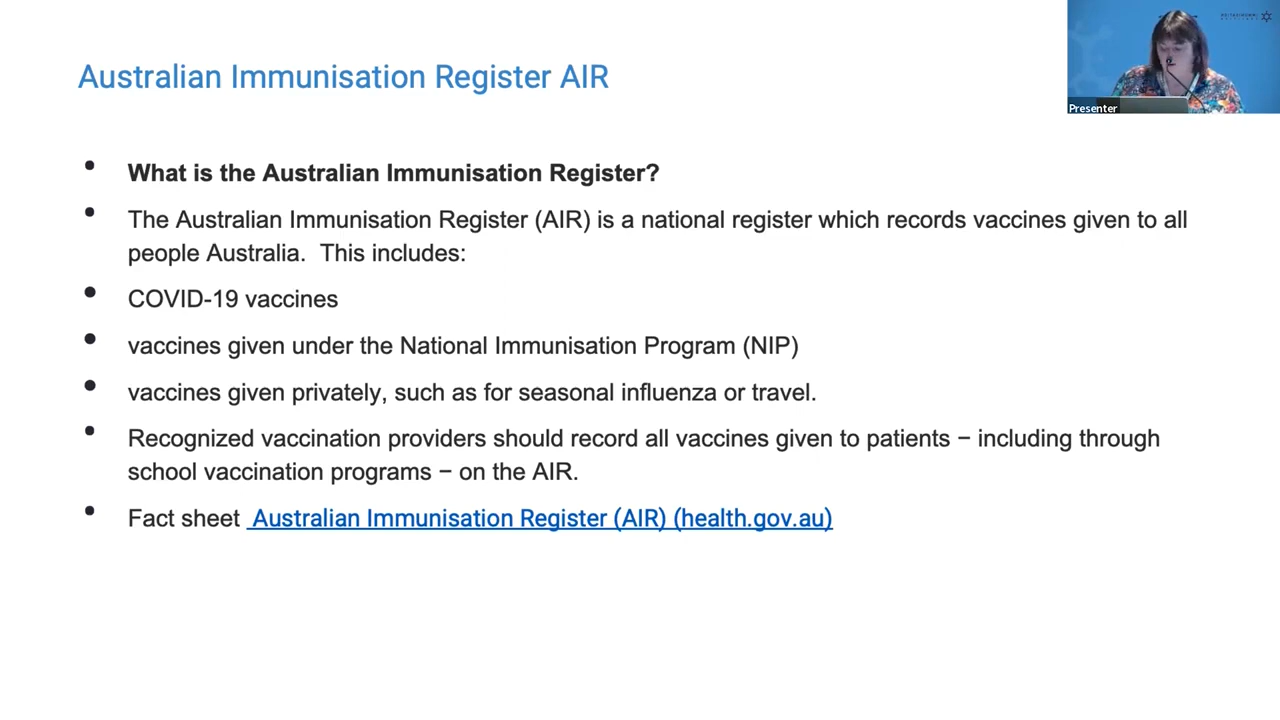 Australian Immunisation Register AIR
Presenter
• What is the Australian Immunisation Register?
• The Australian Immunisation Register (AIR) is a national register which records vaccines given to all
people Australia.  This includes:
• COVID-19 vaccines
• vaccines given under the National Immunisation Program (NIP)
• vaccines given privately, such as for seasonal influenza or travel.
• Recognized vaccination providers should record all vaccines given to patients − including through
school vaccination programs − on the AIR.
• Fact sheet  Australian Immunisation Register (AIR) (health.gov.au)